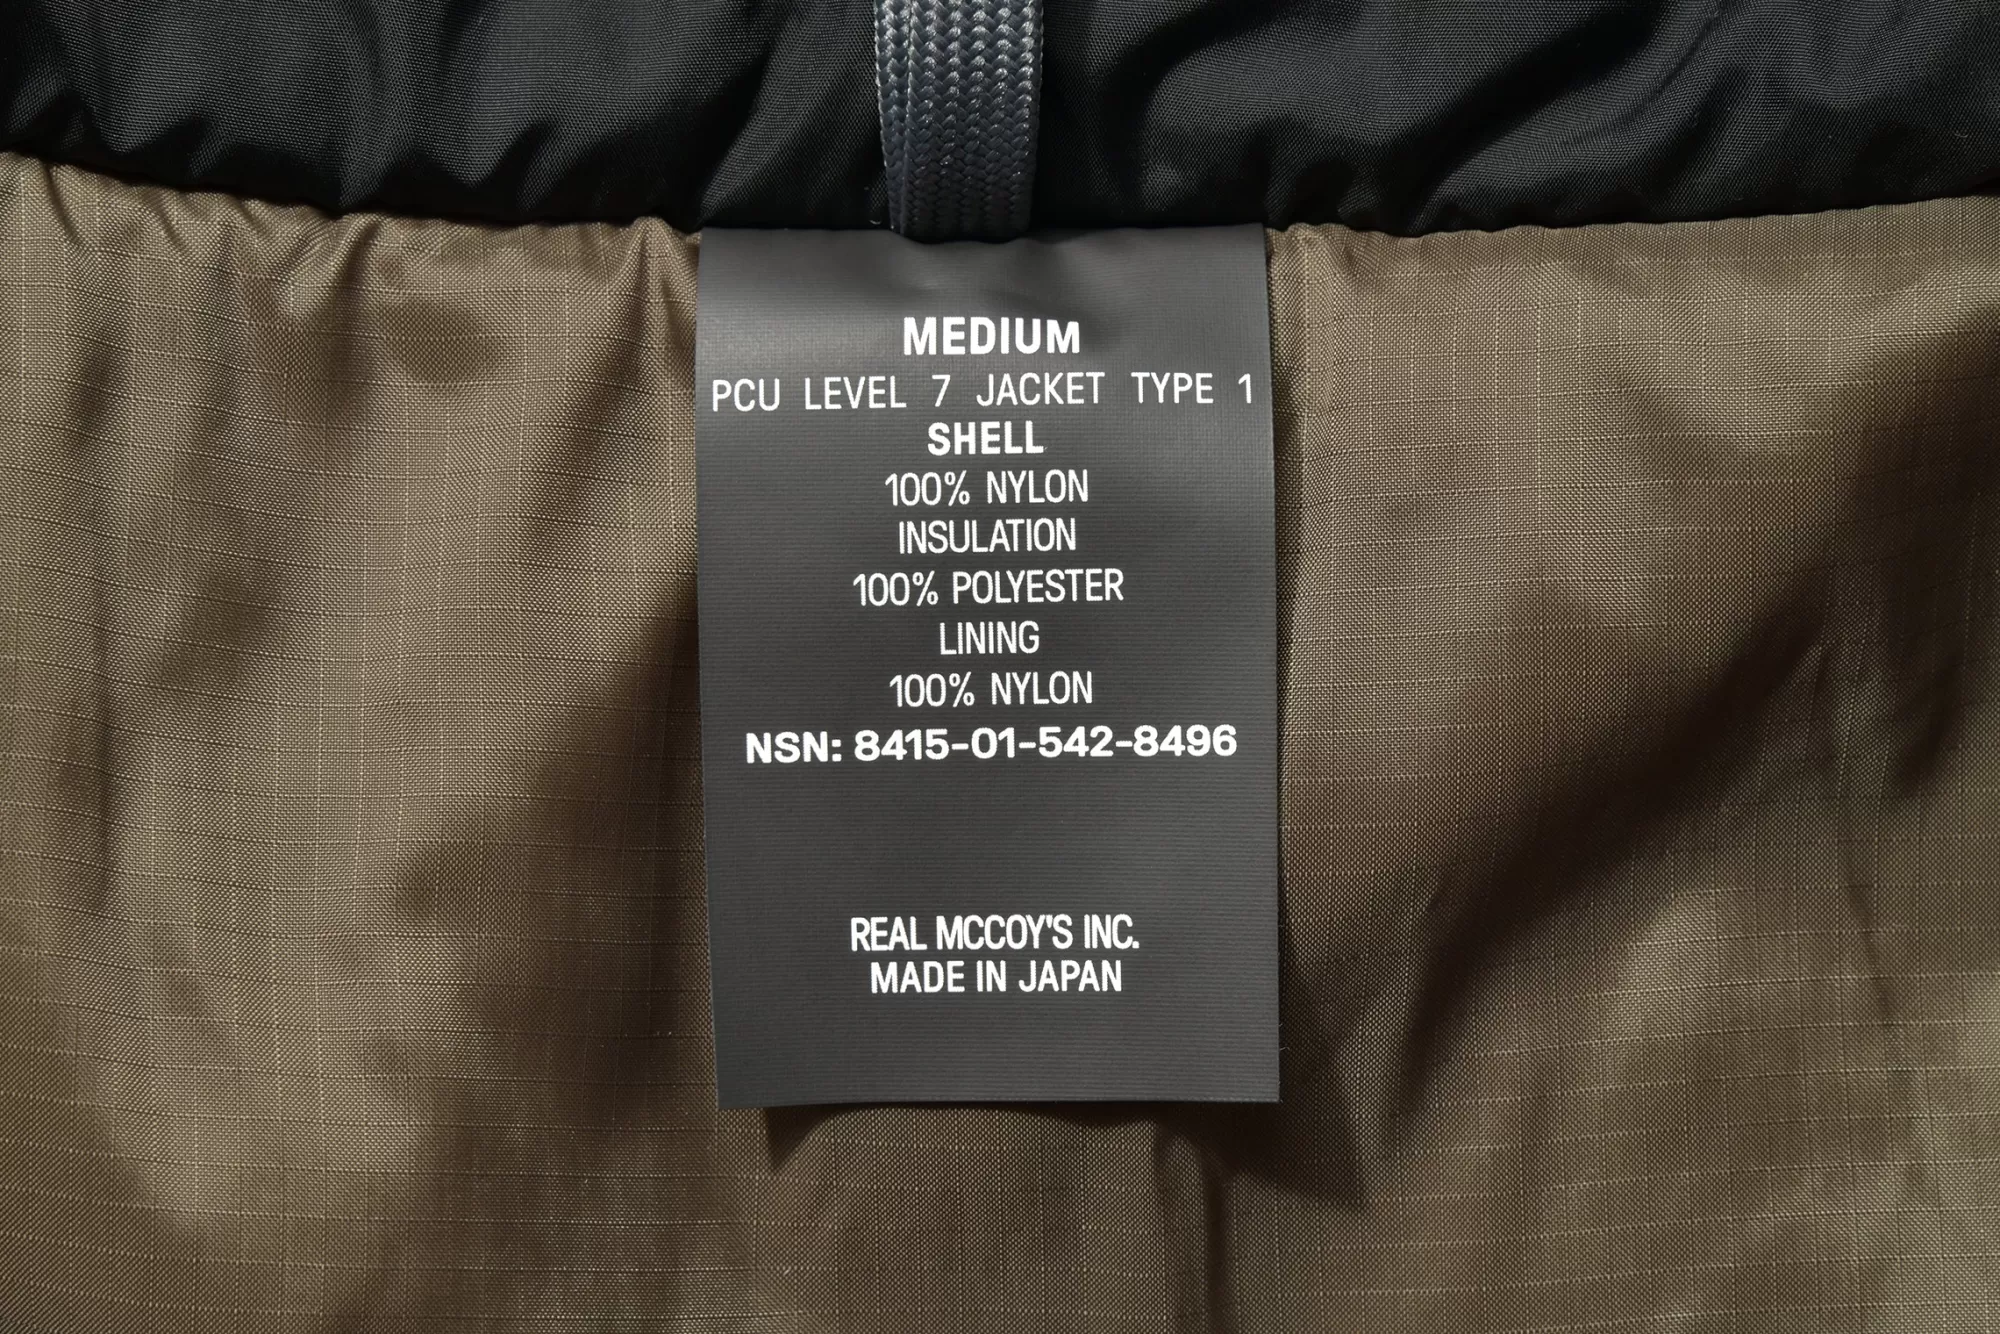 MEDIUM
PCU LEVEL 7 JACKET TYPE 1
SHELL
100% NYLON
INSULATION
100% POLYESTER
LINING
100% NYLON
NSN: 8415-01-542-8496
REAL MCCOY'S INC.
MADE IN JAPAN